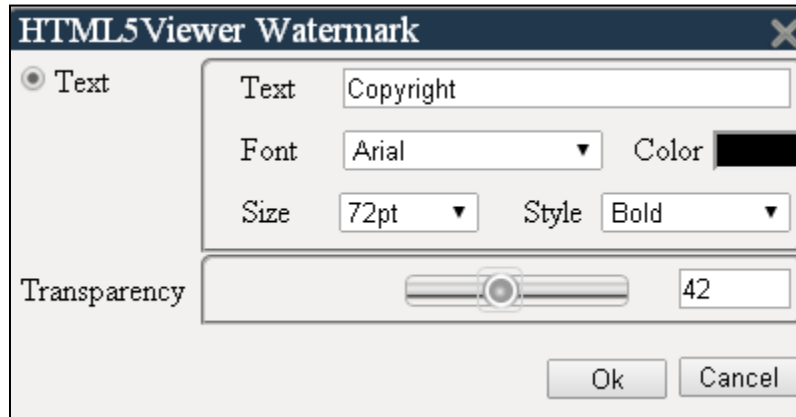 HTML5Viewer Watermark
Text
Text Copyright
Font Arial Color
Size 72pt Style Bold
Transparency 42
Ok Cancel